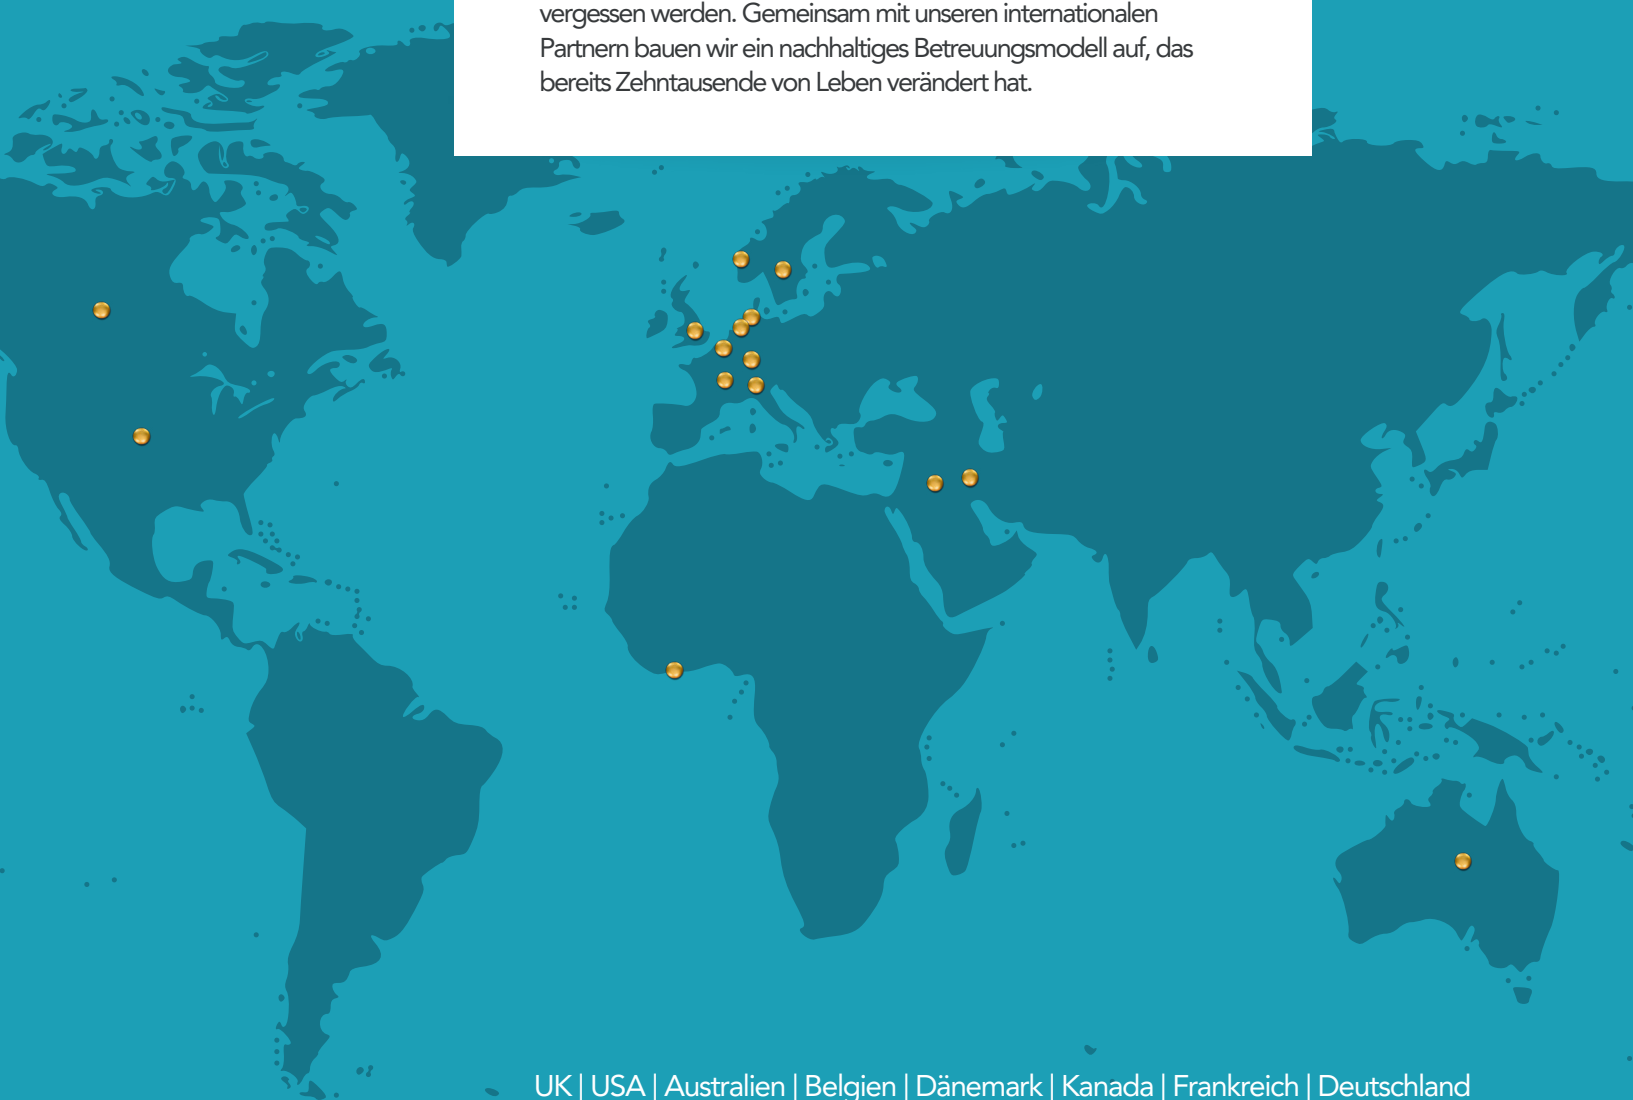 vergessen werden. Gemeinsam mit unseren internationalen
Partnern bauen wir ein nachhaltiges Betreuungsmodell auf, das
bereits Zehntausende von Leben verändert hat.
UK | USA | Australien | Belgien | Dänemark | Kanada | Frankreich | Deutschland